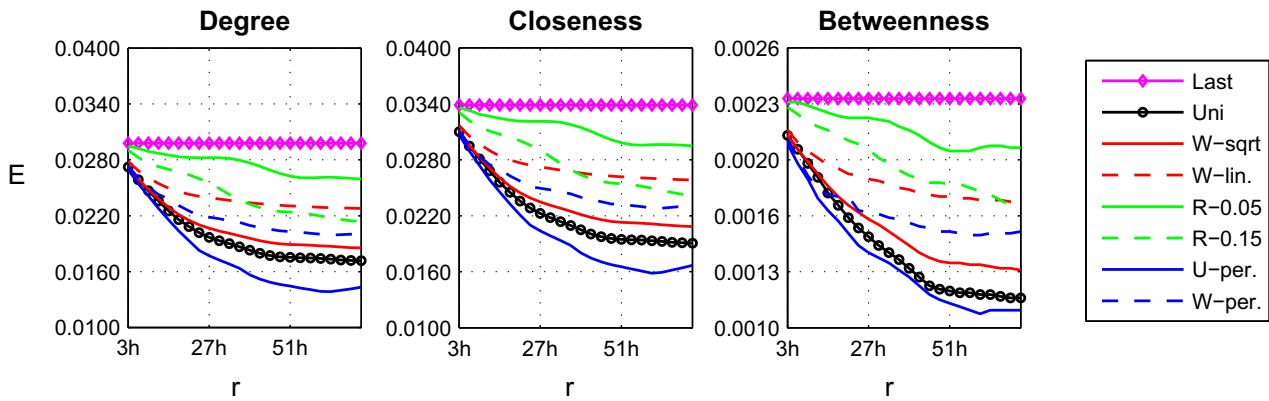 Degree
Closeness
Betweenness
E
0.0400
0.0340
0.0280
0.0220
0.0160
0.0100
3h 27h 51h
r
0.0400
0.0340
0.0280
0.0220
0.0160
0.0100
3h 27h 51h
r
0.0026
0.0023
0.0020
0.0016
0.0013
0.0010
3h 27h 51h
r
Last
Uni
W-sqrt
W-lin.
R-0.05
R-0.15
U-per.
W-per.